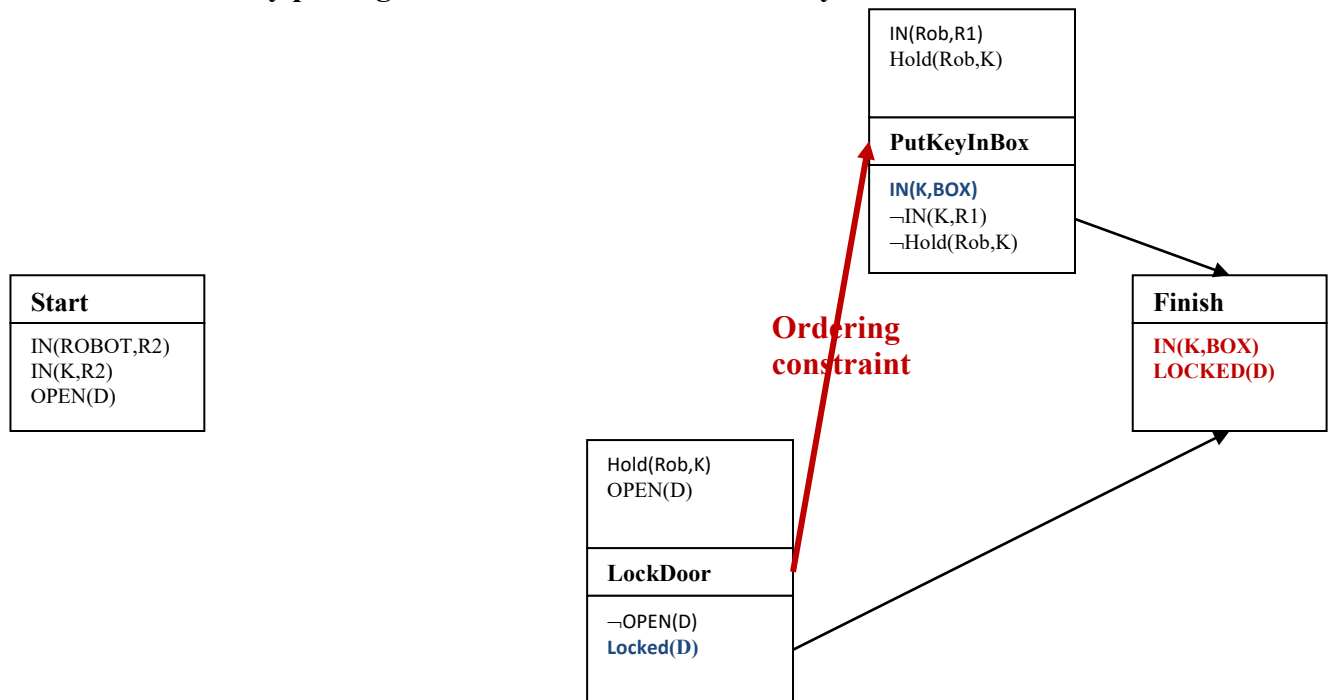 IN(Rob,R1)
Hold(Rob,K)
PutKeyInBox
IN(K,BOX)
¬IN(K,R1)
¬Hold(Rob,K)
Start
IN(ROBOT,R2)
IN(K,R2)
OPEN(D)
Finish
IN(K,BOX)
LOCKED(D)
Ordering
constraint
Hold(Rob,K)
OPEN(D)
LockDoor
¬OPEN(D)
Locked(D)